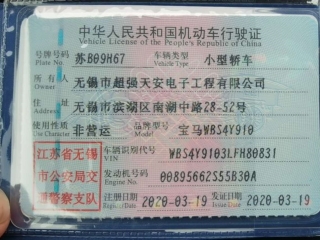 中华人民共和国机动车行驶证
Vehicle License of the People's Republic of China
号牌号码 苏B09H67 车辆类型 小型轿车
Plate No. Vehicle Type
所有人 无锡市超强天安电子工程有限公司
Owner
住址 无锡市滨湖区南湖中路28-52号
Address
使用性质 非营运 品牌型号 宝马WBS4Y910
Use Character Model
江苏省无锡 车辆识别代号 WBS4Y9103LFH80831
VIN
市公安局交 发动机号码 00895662S55B30A
Engine No.
通警察支队 注册日期 2020-03-19 发证日期 2020-03-19
Register Date Issue Date